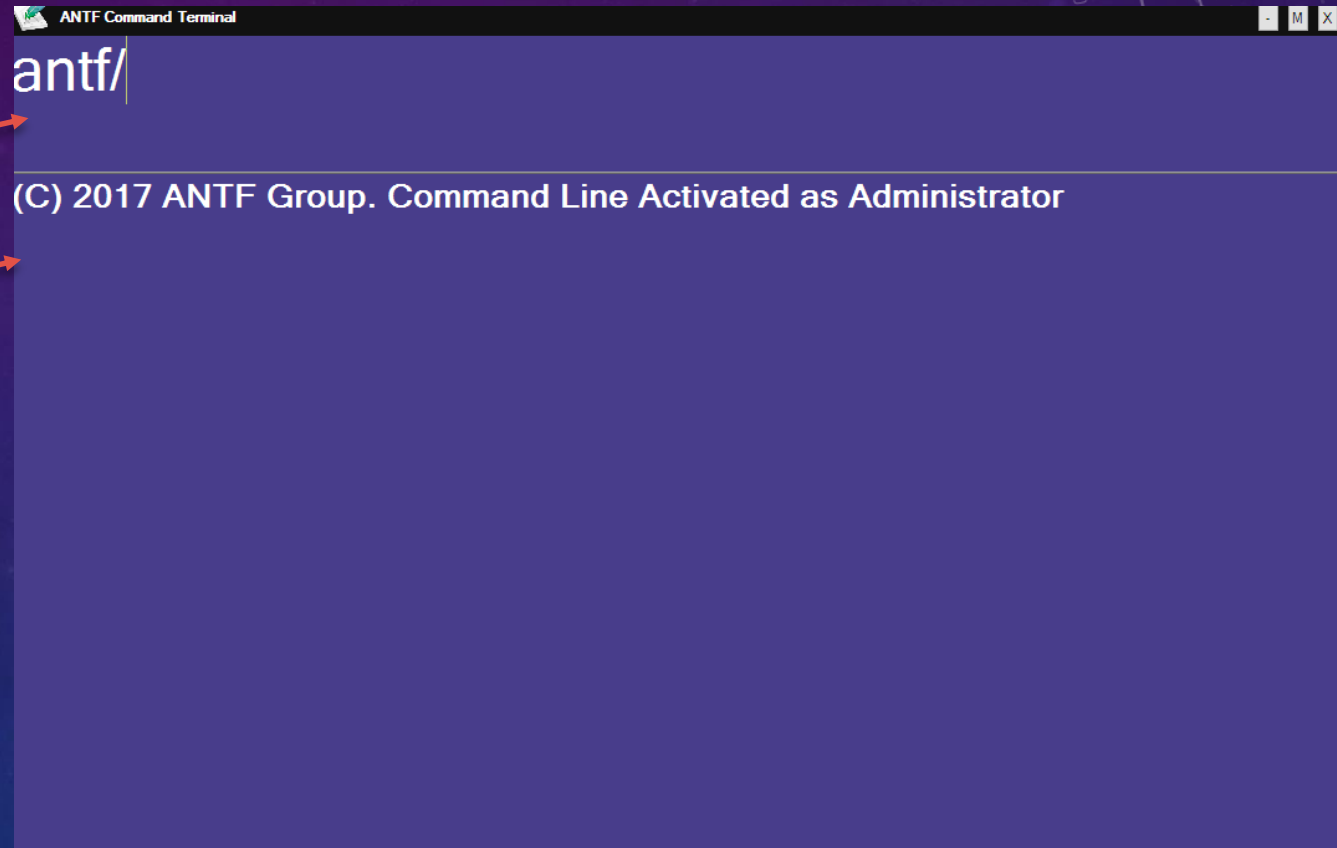 ANTF Command Terminal
- M X
antf/
(C) 2017 ANTF Group. Command Line Activated as Administrator